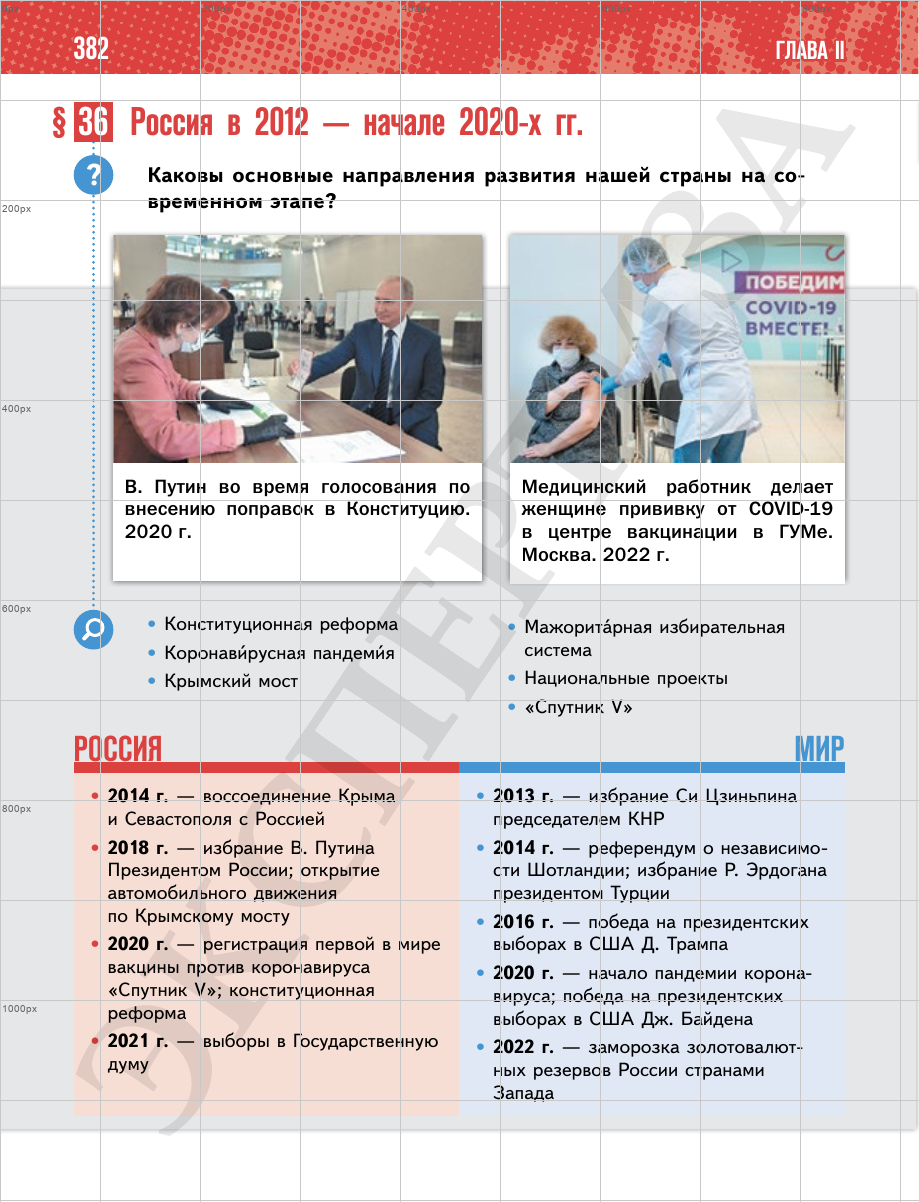 382
ГЛАВА II
§ 36 Россия в 2012 — начале 2020-х гг.
?
Каковы основные направления развития нашей страны на со-
временном этапе?
ПОБЕДИМ
COVID-19
ВМЕСТЕ!
В. Путин во время голосования по
внесению поправок в Конституцию.
2020 г.
Медицинский работник делает
женщине прививку от COVID-19
в центре вакцинации в ГУМе.
Москва. 2022 г.
• Конституционная реформа
• Коронави́русная пандеми́я
• Крымский мост
• Мажорита́рная избирательная
система
• Национальные проекты
• «Спутник V»
РОССИЯ
• 2014 г. — воссоединение Крыма
и Севастополя с Россией
• 2018 г. — избрание В. Путина
Президентом России; открытие
автомобильного движения
по Крымскому мосту
• 2020 г. — регистрация первой в мире
вакцины против коронавируса
«Спутник V»; конституционная
реформа
• 2021 г. — выборы в Государственную
думу
МИР
• 2013 г. — избрание Си Цзиньпина
председателем КНР
• 2014 г. — референдум о независимо-
сти Шотландии; избрание Р. Эрдогана
президентом Турции
• 2016 г. — победа на президентских
выборах в США Д. Трампа
• 2020 г. — начало пандемии корона-
вируса; победа на президентских
выборах в США Дж. Байдена
• 2022 г. — заморозка золотовалют-
ных резервов России странами
Запада
ЭКСПЕРТИЗА
200px
400px
600px
800px
1000px